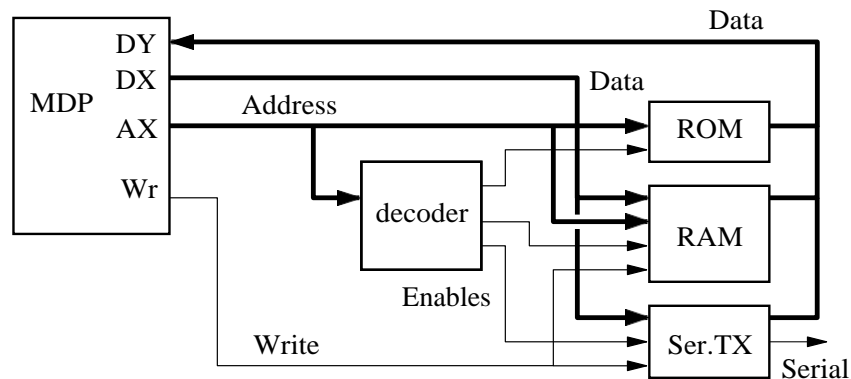 Data
DY
DX
Data
MDP
Address
AX
ROM
Wr
decoder
RAM
Enables
Write
Ser.TX
Serial